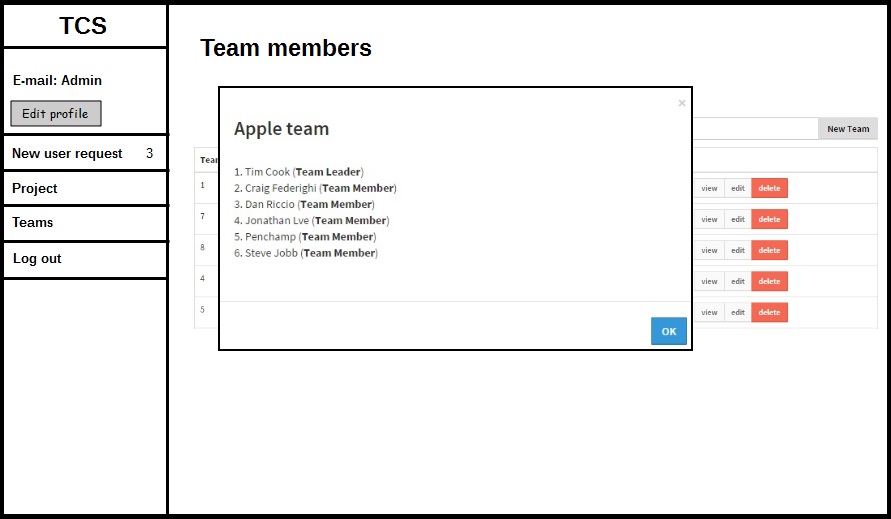 TCS
E-mail: Admin
Edit profile
New user request 3
Project
Teams
Log out
Team members
×
Apple team
1. Tim Cook (Team Leader)
2. Craig Federighi (Team Member)
3. Dan Riccio (Team Member)
4. Jonathan Lve (Team Member)
5. Penchamp (Team Member)
6. Steve Jobb (Team Member)
OK
New Team
1 view edit delete
7 view edit delete
8 view edit delete
4 view edit delete
5 view edit delete